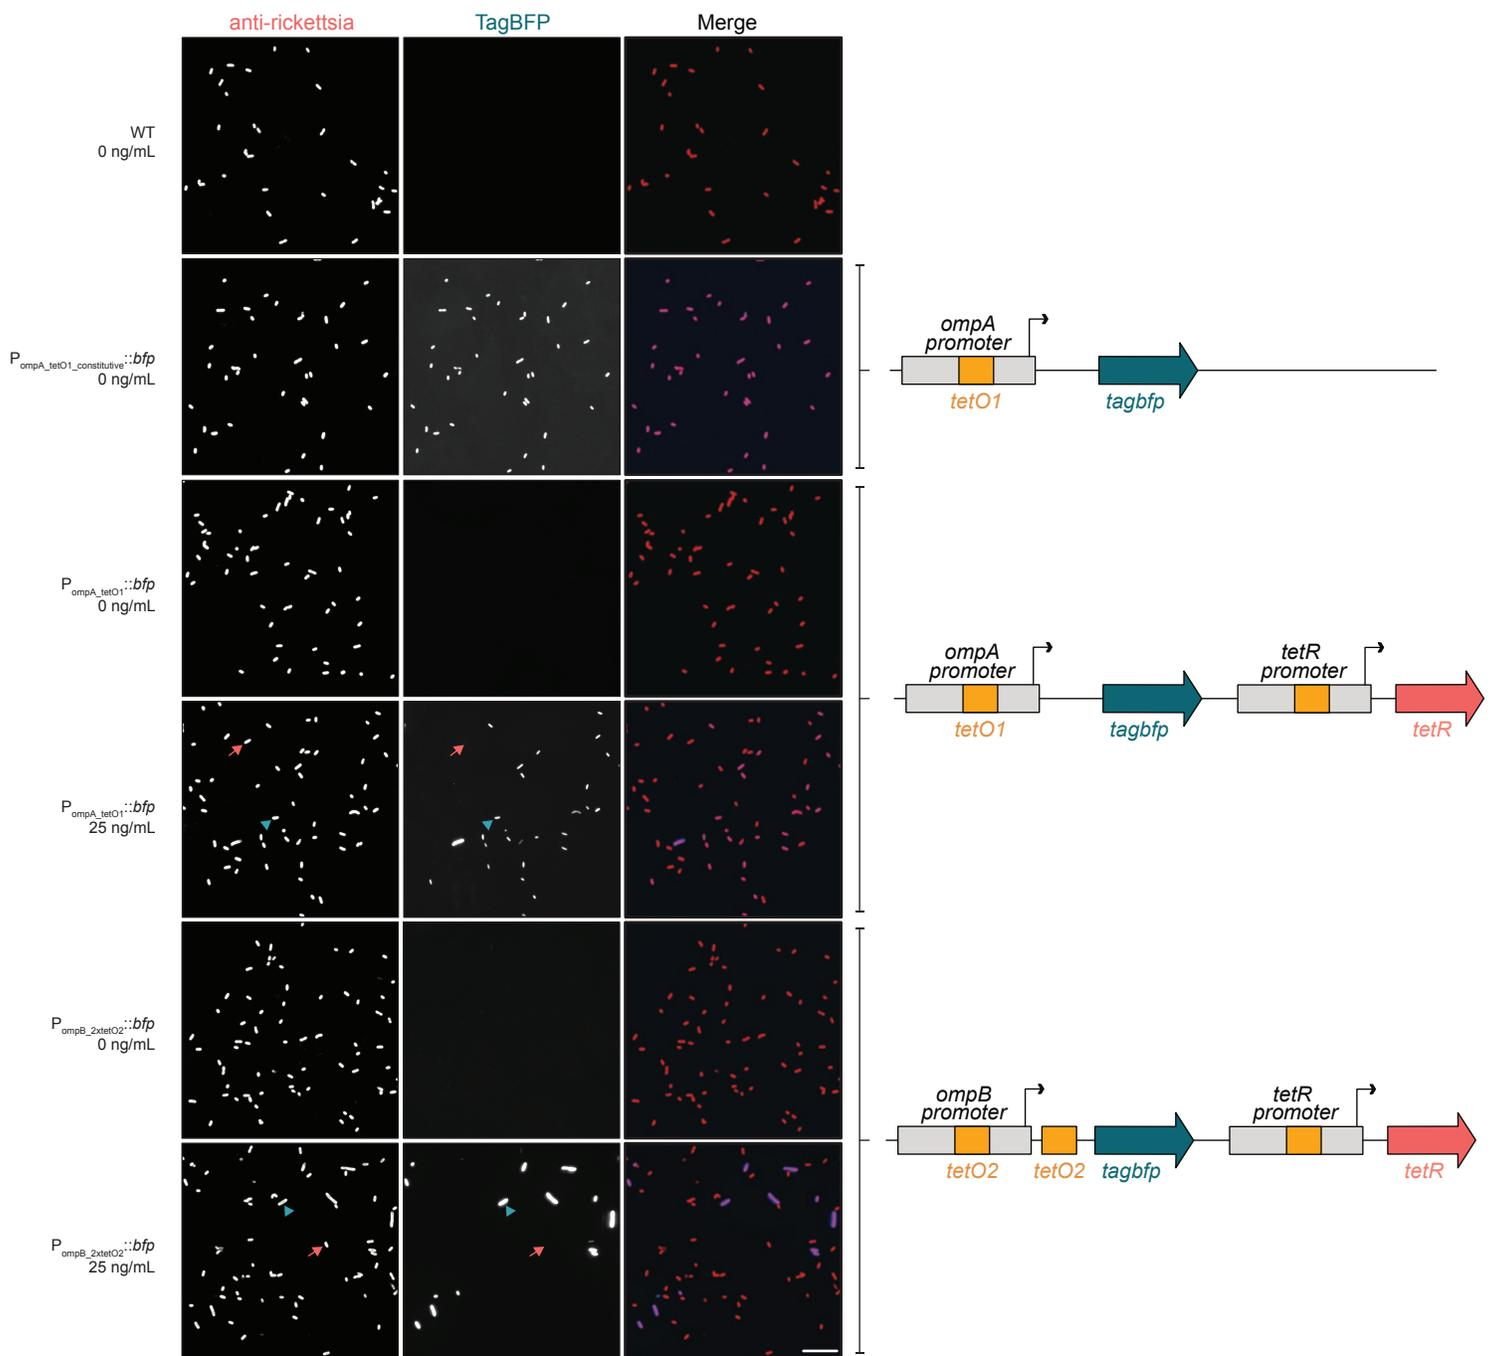 anti-rickettsia TagBFP Merge
WT
0 ng/mL
PompA_tetO1_constitutive::bfp
0 ng/mL
ompA
promoter
tetO1 tagbfp
PompA_tetO1::bfp
0 ng/mL
ompA
promoter
tetR
promoter
tetO1 tagbfp tetR
PompA_tetO1::bfp
25 ng/mL
PompB_2xtetO2::bfp
0 ng/mL
ompB
promoter
tetR
promoter
tetO2 tetO2 tagbfp tetR
PompB_2xtetO2::bfp
25 ng/mL